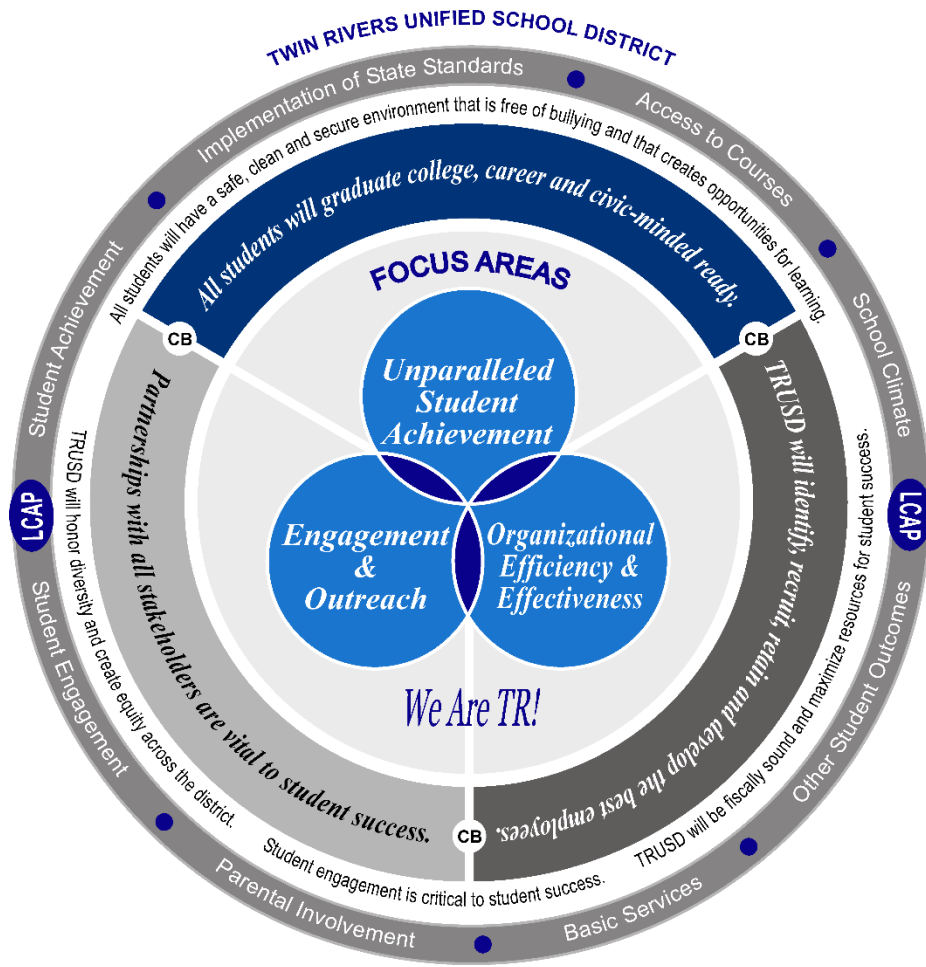 TWIN RIVERS UNIFIED SCHOOL DISTRICT
Implementation of State Standards
Access to Courses
Student Achievement
School Climate
LCAP
LCAP
Student Engagement
Other Student Outcomes
Parental Involvement
Basic Services
All students will have a safe, clean and secure environment that is free of bullying and that creates opportunities for learning.
TRUSD will honor diversity and create equity across the district.
Student engagement is critical to student success.
TRUSD will be fiscally sound and maximize resources for student success.
All students will graduate college, career and civic-minded ready.
CB
CB
CB
Partnerships with all stakeholders are vital to student success.
TRUSD will identify, recruit, retain and develop the best employees.
FOCUS AREAS
Unparalleled
Student
Achievement
Engagement
&
Outreach
Organizational
Efficiency &
Effectiveness
We Are TR!